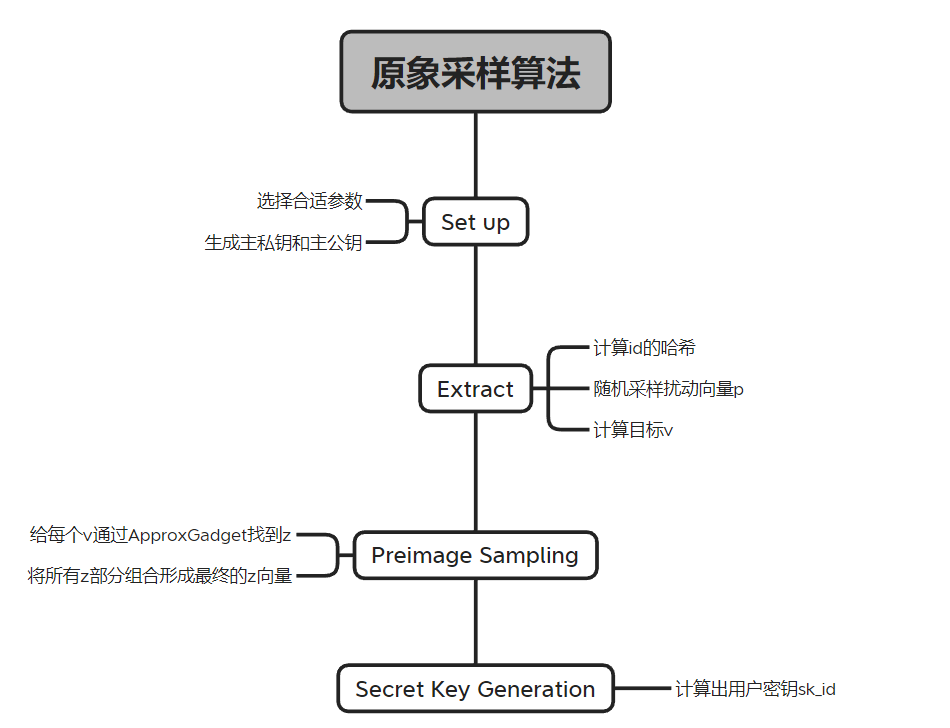 原象采样算法
选择合适参数
生成主私钥和主公钥
Set up
Extract
计算id的哈希
随机采样扰动向量p
计算目标v
给每个v通过ApproxGadget找到z
将所有z部分组合形成最终的z向量
Preimage Sampling
Secret Key Generation
计算出用户密钥sk_id